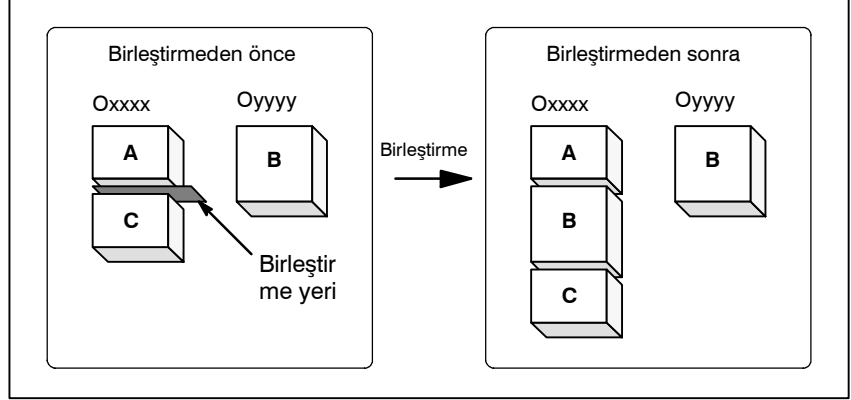 Birleştirmeden önce
Oxxxx
Oyyyy
A
B
C
Birleştir
me yeri
Birleştirme
Birleştirmeden sonra
Oxxxx
Oyyyy
A
B
B
C